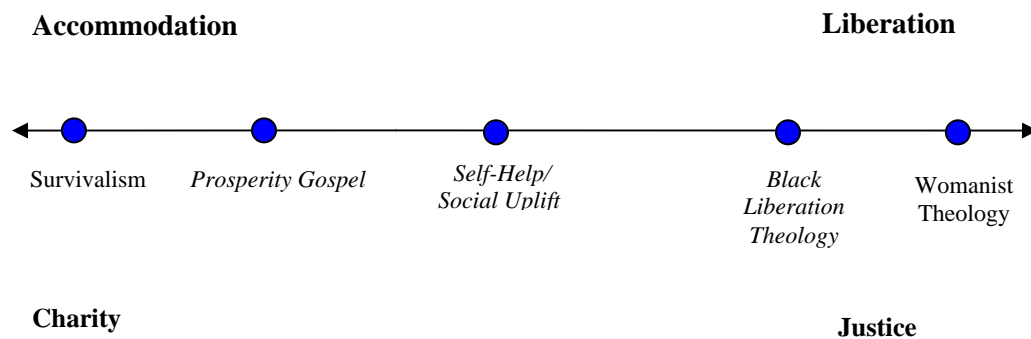 Accommodation
Liberation
Survivalism
Prosperity Gospel
Self-Help/
Social Uplift
Black
Liberation
Theology
Womanist
Theology
Charity
Justice